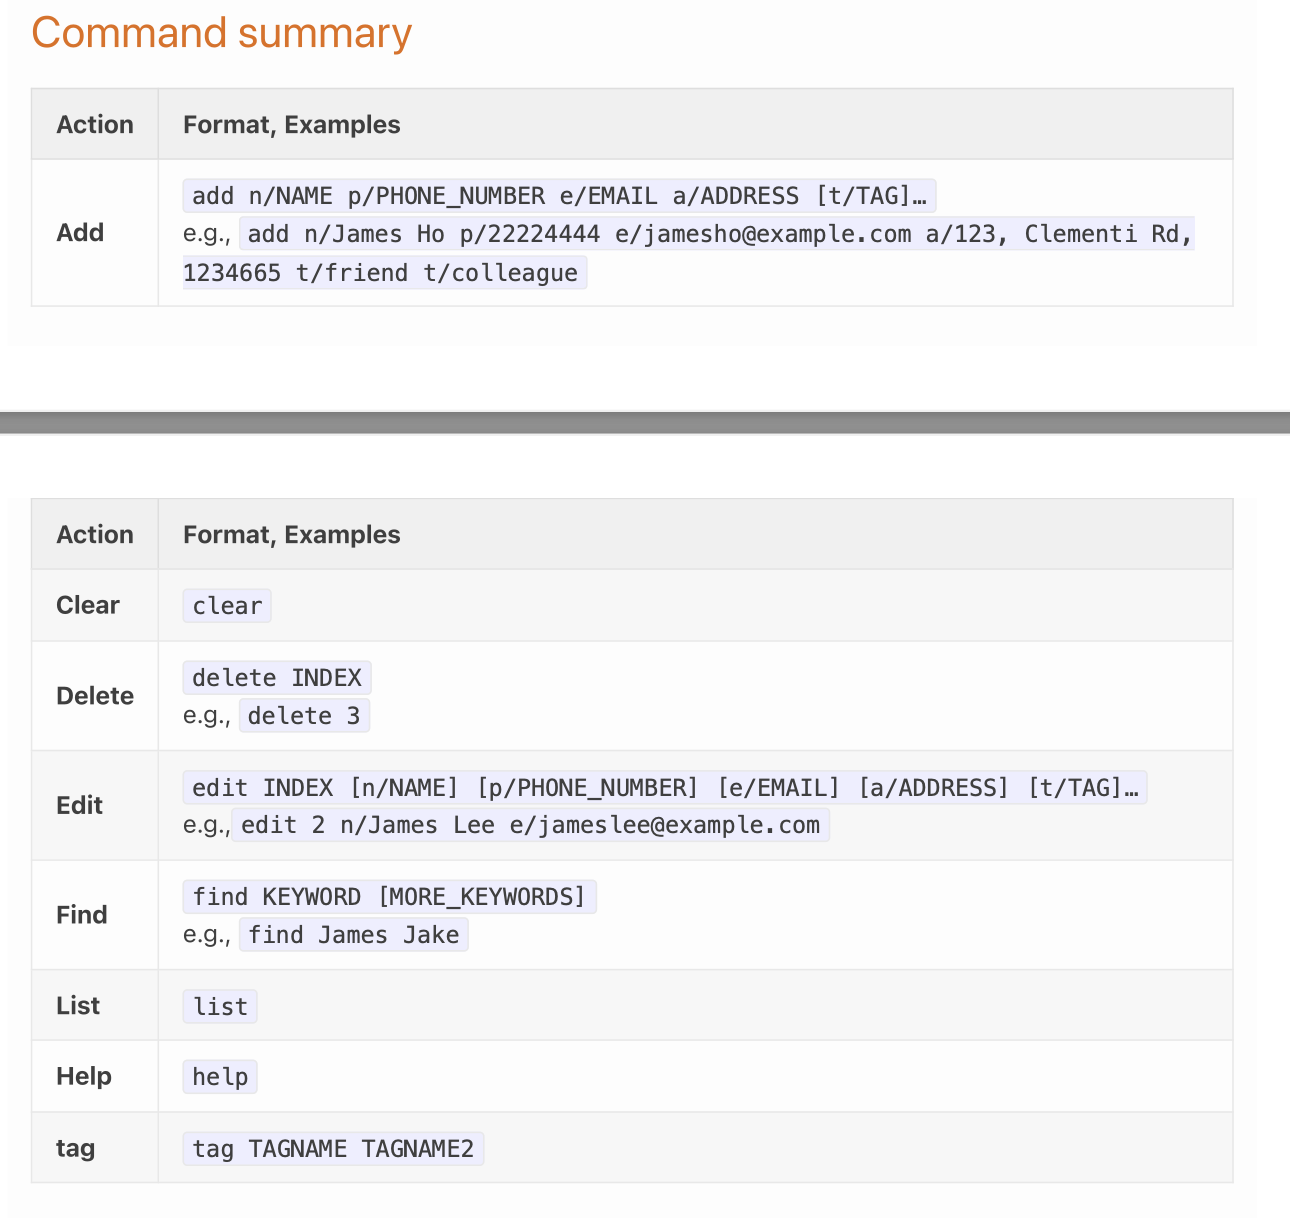 Command summary
Action Format, Examples
Add
add n/NAME p/PHONE_NUMBER e/EMAIL a/ADDRESS [t/TAG]…
e.g., add n/James Ho p/22224444 e/jamesho@example.com a/123, Clementi Rd,
1234665 t/friend t/colleague
Action Format, Examples
Clear clear
Delete
delete INDEX
e.g., delete 3
Edit
edit INDEX [n/NAME] [p/PHONE_NUMBER] [e/EMAIL] [a/ADDRESS] [t/TAG]…
e.g., edit 2 n/James Lee e/jameslee@example.com
Find
find KEYWORD [MORE_KEYWORDS]
e.g., find James Jake
List list
Help help
tag tag TAGNAME TAGNAME2